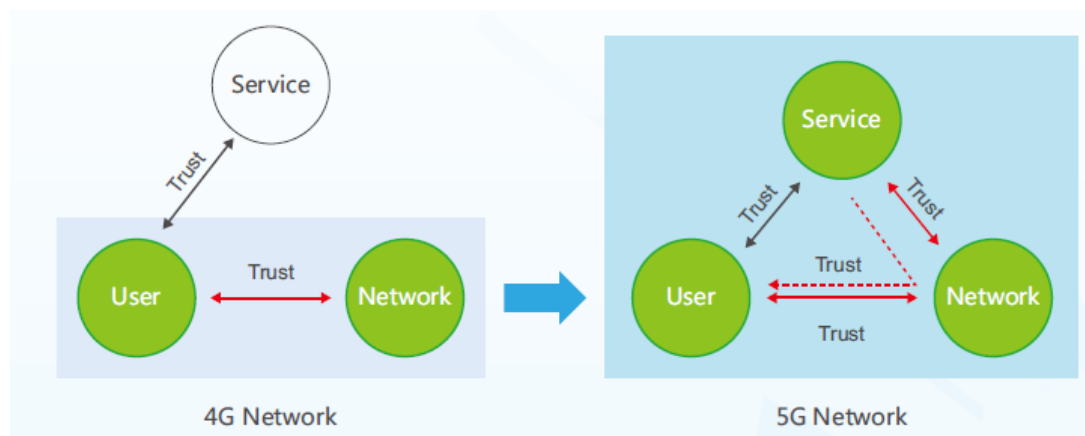 Service
Trust
User
Trust
Network
4G Network
Service
Trust
Trust
User
Trust
Trust
Network
5G Network